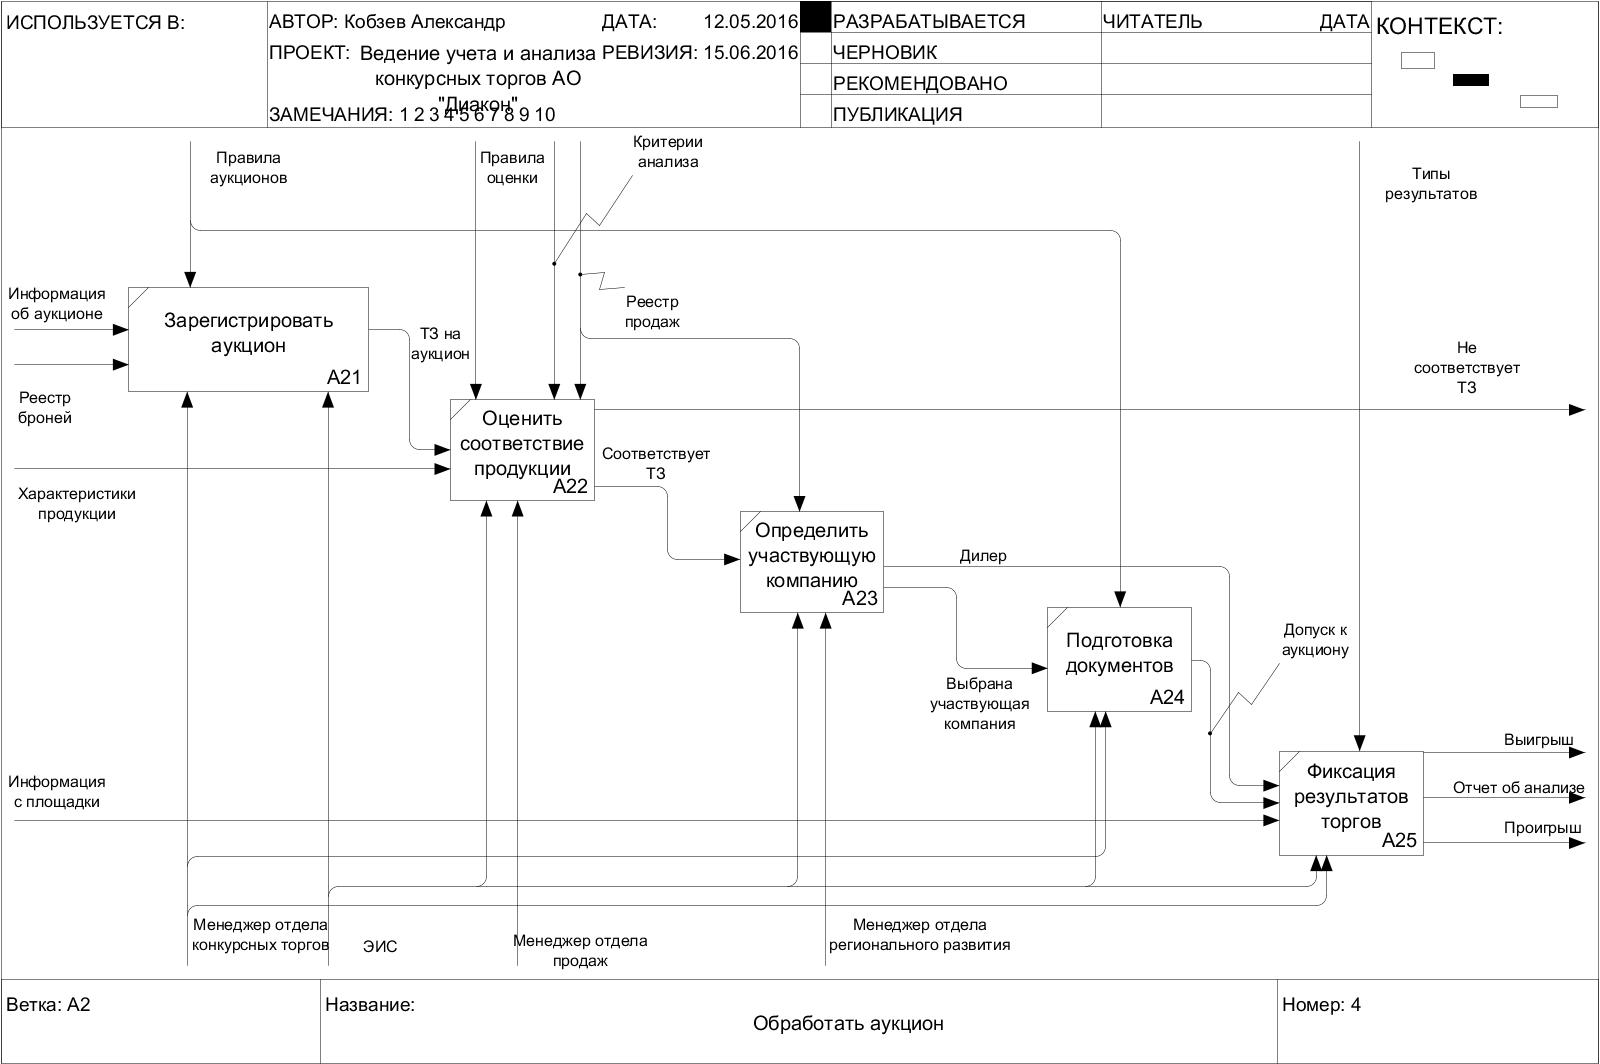 ИСПОЛЬЗУЕТСЯ В:
АВТОР: Кобзев Александр
ДАТА: 12.05.2016
ПРОЕКТ: Ведение учета и анализа
конкурсных торгов АО
"Диакон"
РЕВИЗИЯ: 15.06.2016
ЗАМЕЧАНИЯ: 1 2 3 4 5 6 7 8 9 10
РАЗРАБАТЫВАЕТСЯ
ЧЕРНОВИК
РЕКОМЕНДОВАНО
ПУБЛИКАЦИЯ
ЧИТАТЕЛЬ
ДАТА
КОНТЕКСТ:
Правила
аукционов
Правила
оценки
Критерии
анализа
Типы
результатов
Информация
об аукционе
Зарегистрировать
аукцион
A21
Реестр
продаж
ТЗ на
аукцион
Не
соответствует
ТЗ
Реестр
броней
Оценить
соответствие
продукции
A22
Соответствует
ТЗ
Характеристики
продукции
Определить
участвующую
компанию
A23
Дилер
Подготовка
документов
A24
Допуск к
аукциону
Выбрана
участвующая
компания
Информация
с площадки
Фиксация
результатов
торгов
A25
Выигрыш
Отчет об анализе
Проигрыш
Менеджер отдела
конкурсных торгов
ЭИС
Менеджер отдела
продаж
Менеджер отдела
регионального развития
Ветка: A2
Название:
Обработать аукцион
Номер: 4